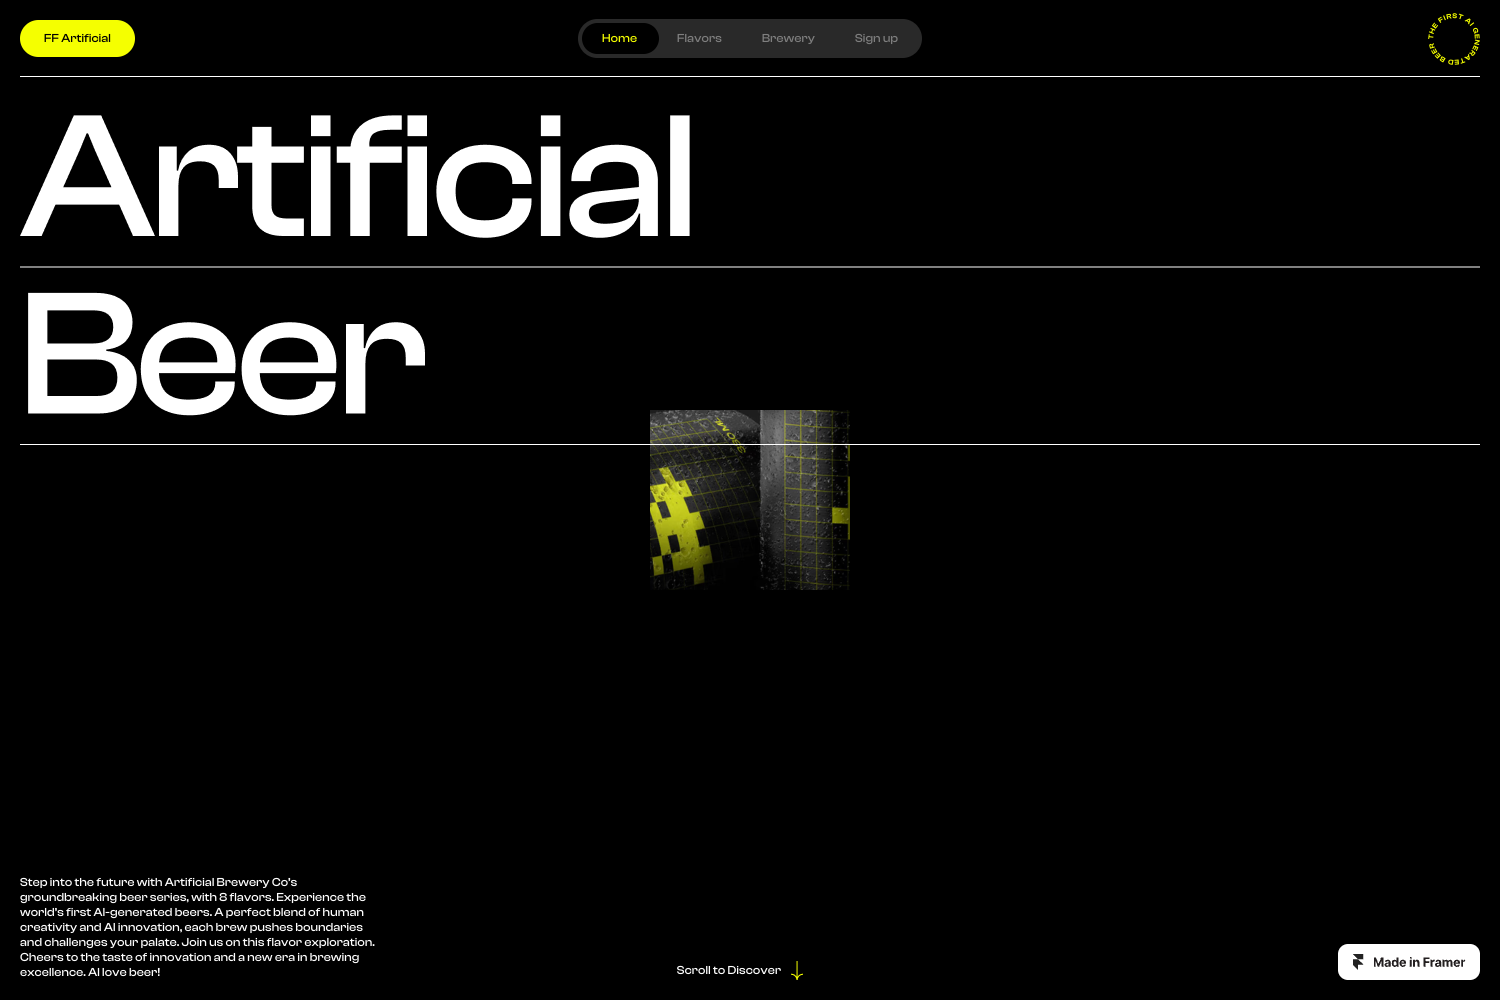 FF Artificial
Home
Flavors
Brewery
Sign up
THE FIRST AI GENERATED BEER
Artificial
Beer
Step into the future with Artificial Brewery Co's
groundbreaking beer series, with 8 flavors. Experience the
world's first AI-generated beers. A perfect blend of human
creativity and AI innovation, each brew pushes boundaries
and challenges your palate. Join us on this flavor exploration.
Cheers to the taste of innovation and a new era in brewing
excellence. AI love beer!
Scroll to Discover
Made in Framer